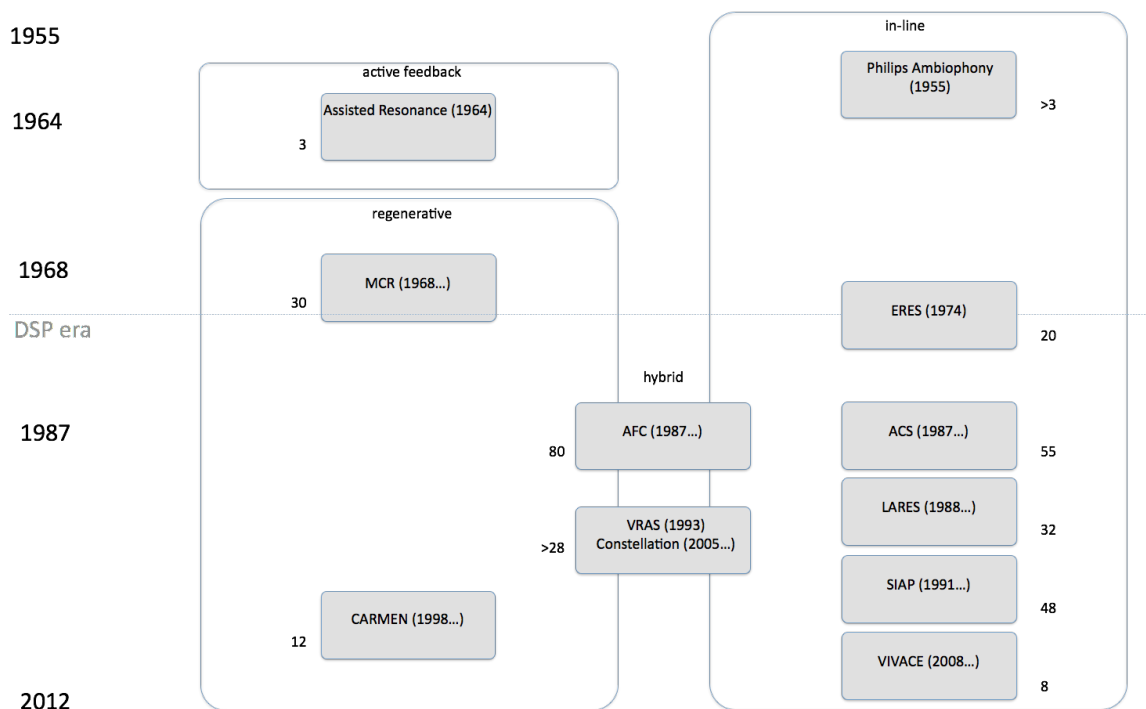 in-line
1955
Philips Ambiophony
(1955)
active feedback
>3
Assisted Resonance (1964)
1964
3
regenerative
1968
MCR (1968...)
30
ERES (1974)
DSP era
20
hybrid
1987
AFC (1987...)
ACS (1987...)
80
55
LARES (1988...)
VRAS (1993)
Constellation (2005...)
32
>28
SIAP (1991...)
48
CARMEN (1998...)
12
VIVACE (2008...)
8
2012